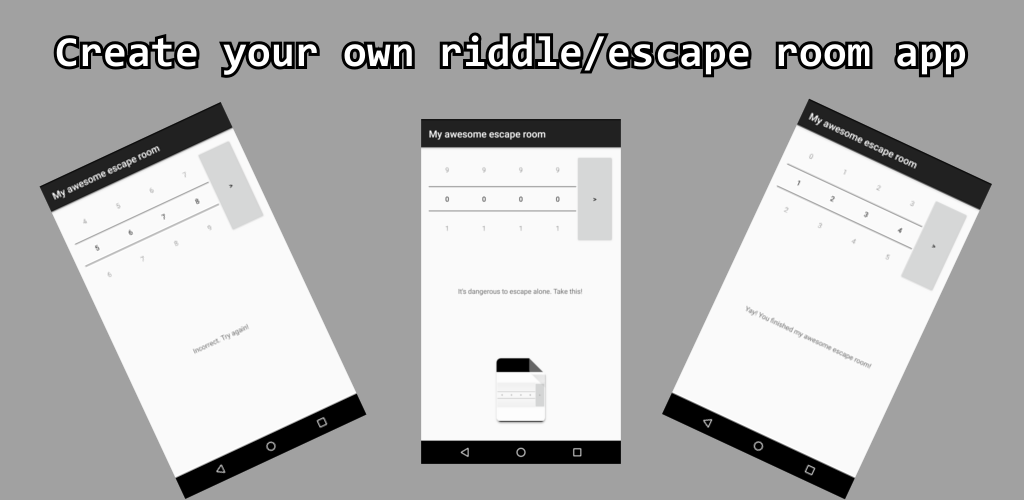 Create your own riddle/escape room app
My awesome escape room
4 5 6 7
5 6 7 8 >
6 7 8 9
Incorrect. Try again!
My awesome escape room
9 9 9 9
0 0 0 0 >
1 1 1 1
It's dangerous to escape alone. Take this!
My awesome escape room
0 1 2 3
1 2 3 4 >
2 3 4 5
Yay! You finished my awesome escape room!